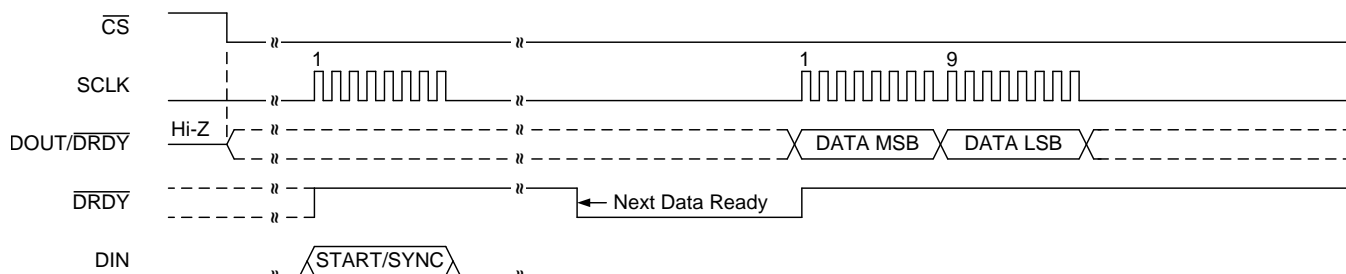 CS
1
1
9
SCLK
Hi-Z
DOUT/DRDY
DATA MSB
DATA LSB
DRDY
Next Data Ready
DIN
START/SYNC